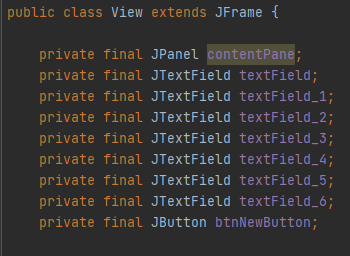 public class View extends JFrame {
private final JPanel contentPane;
private final JTextField textField;
private final JTextField textField_1;
private final JTextField textField_2;
private final JTextField textField_3;
private final JTextField textField_4;
private final JTextField textField_5;
private final JTextField textField_6;
private final JButton btnNewButton;